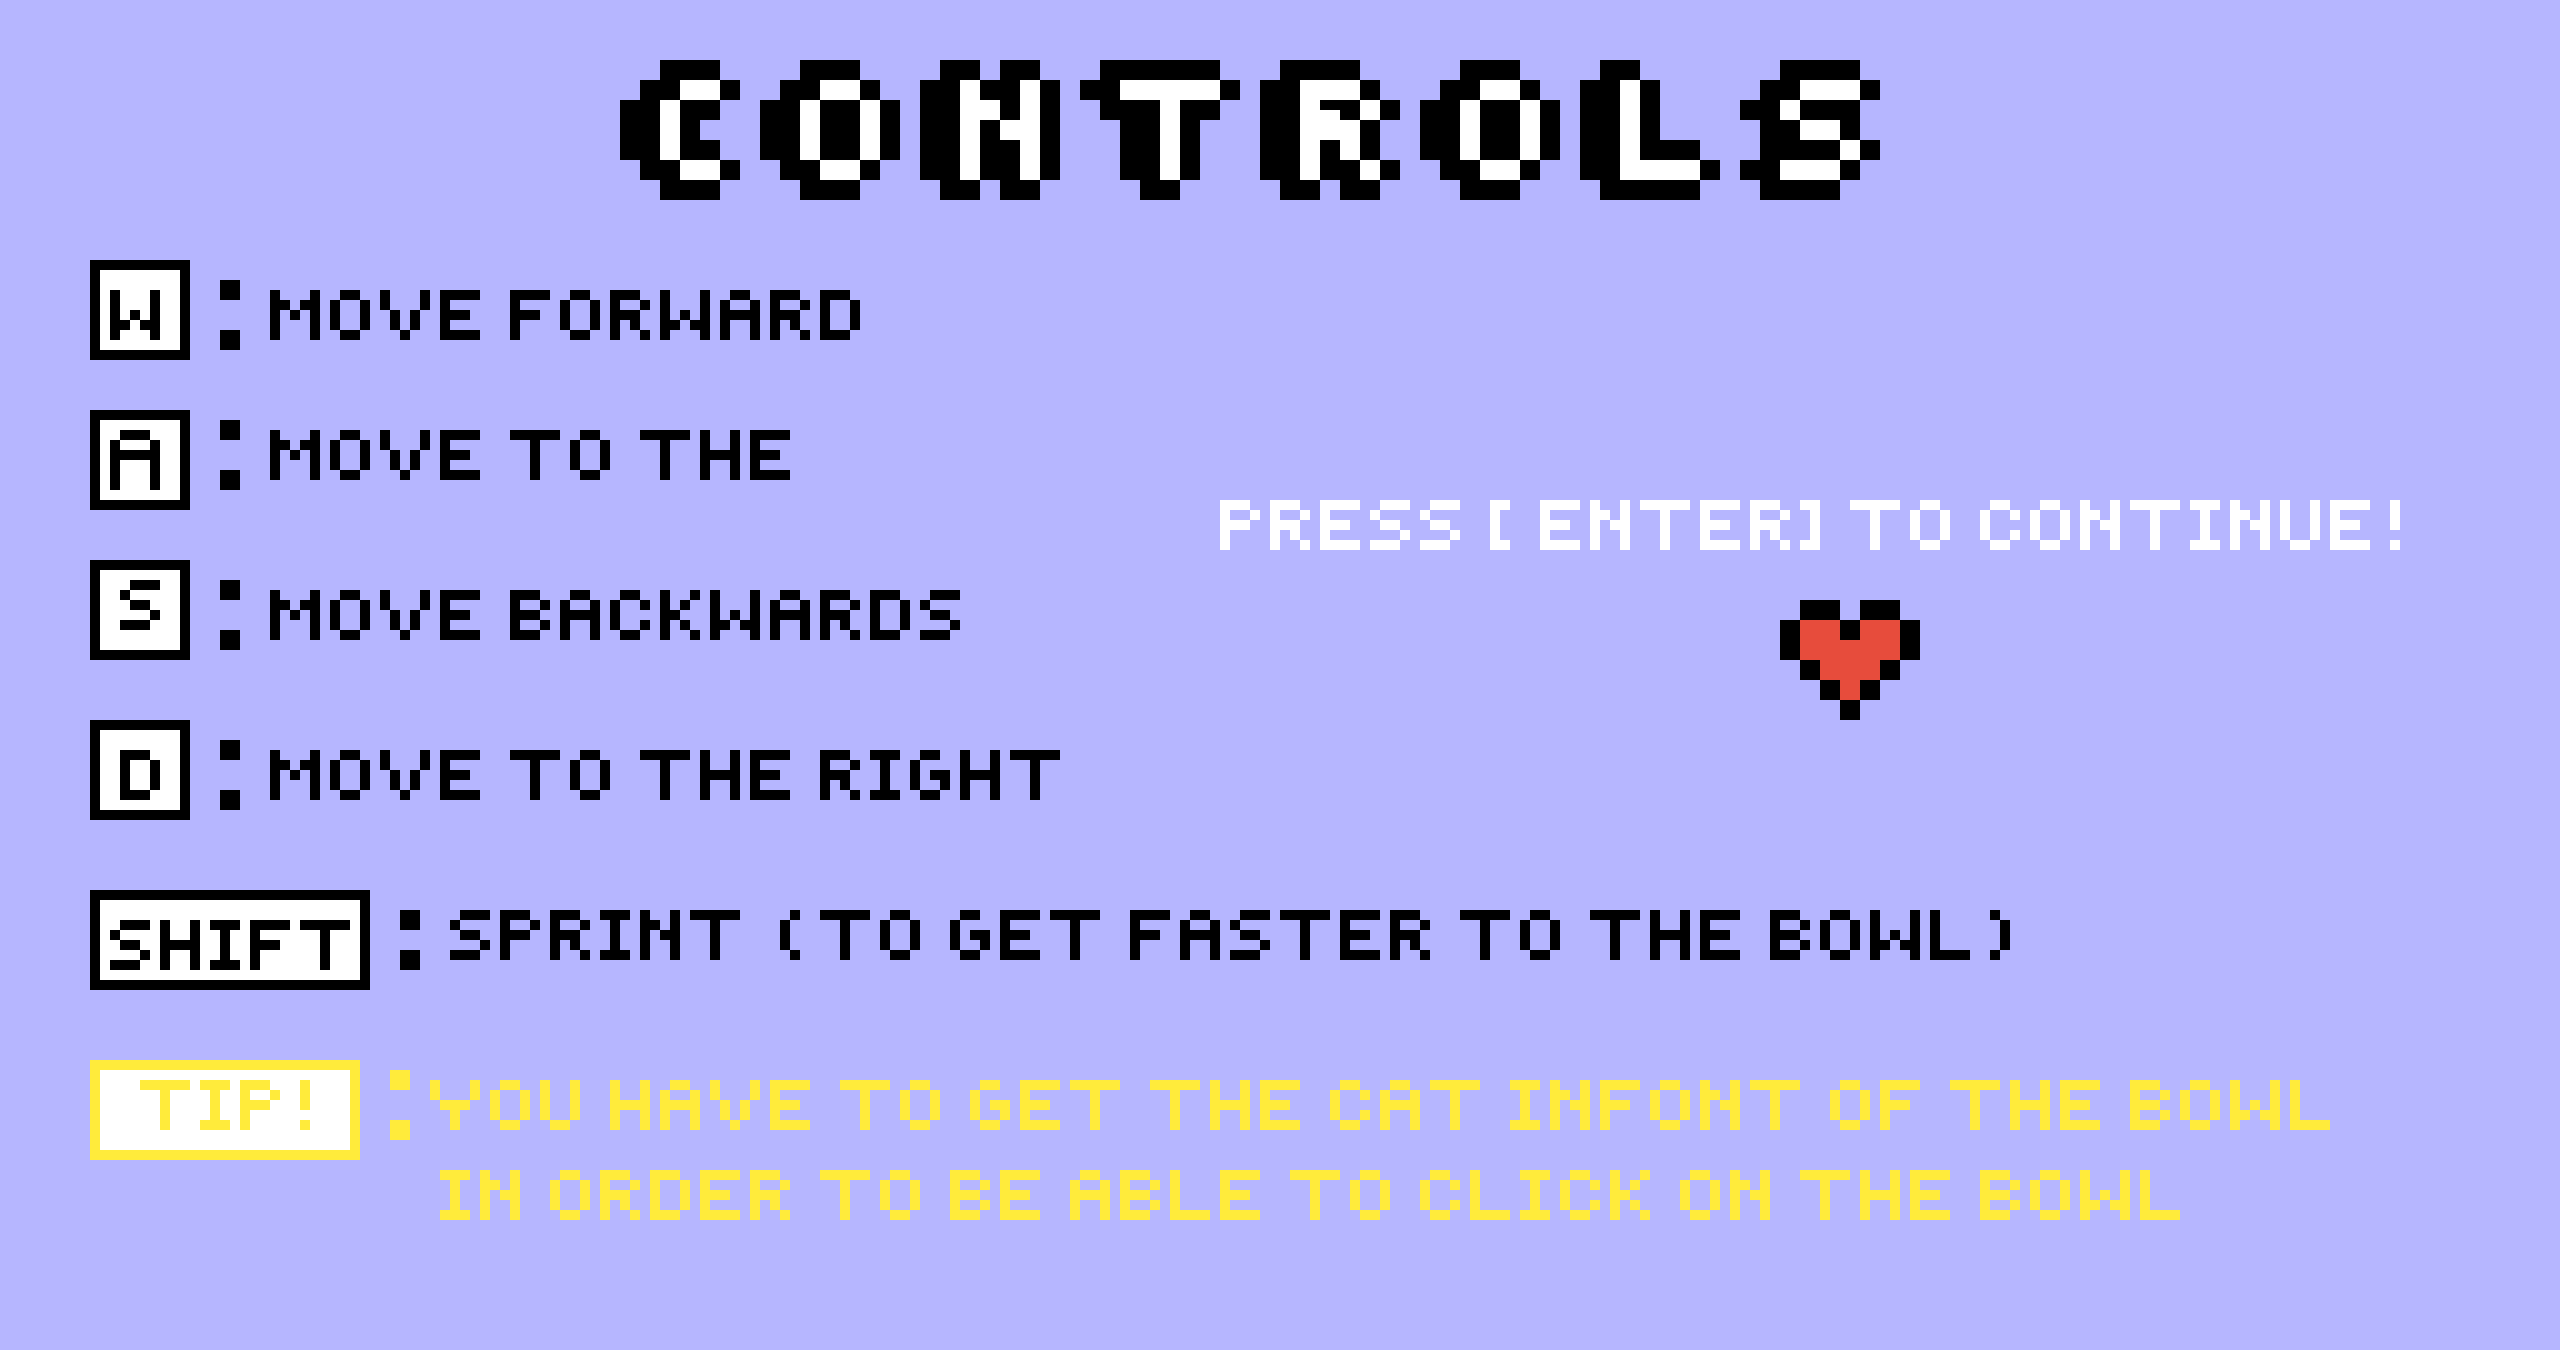 CONTROLS
W : MOVE FORWARD
A : MOVE TO THE
PRESS [ ENTER] TO CONTINUE!
S : MOVE BACKWARDS
D : MOVE TO THE RIGHT
SHIFT : SPRINT (TO GET FASTER TO THE BOWL)
TIP! : YOU HAVE TO GET THE CAT INFONT OF THE BOWL
IN ORDER TO BE ABLE TO CLICK ON THE BOWL